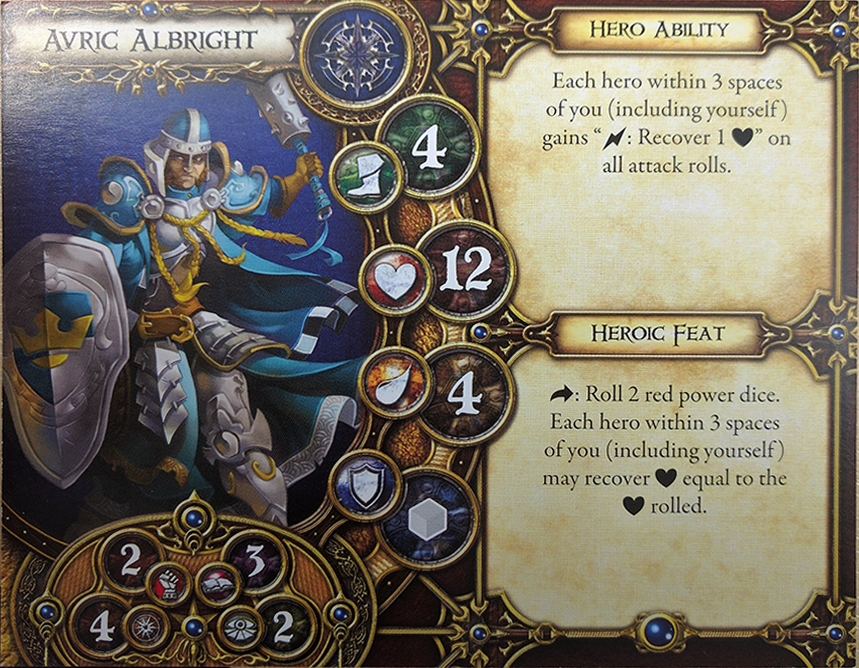 Avric Albright
4
12
4
2
3
4
2
Hero Ability
Each hero within 3 spaces
of you (including yourself)
gains “: Recover 1 ” on
all attack rolls.
Heroic Feat
: Roll 2 red power dice.
Each hero within 3 spaces
of you (including yourself)
may recover equal to the
rolled.